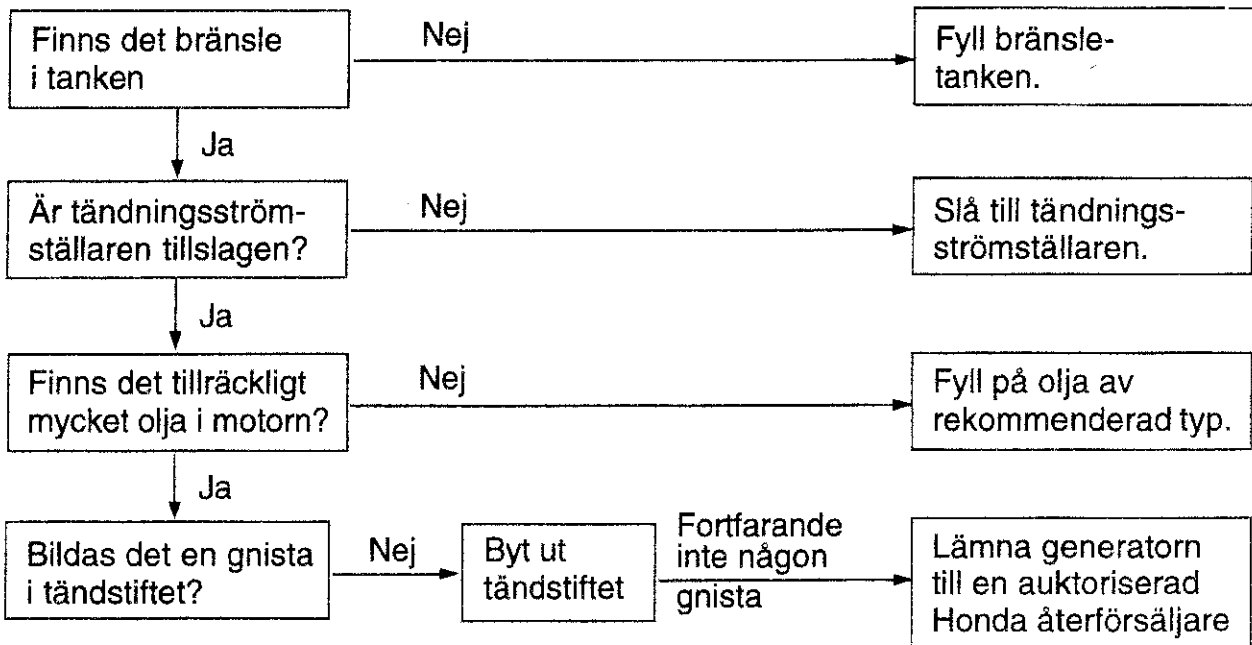 Finns det bränsle
i tanken
Nej
Fyll bränsle-
tanken.
Ja
Är tändningsström-
ställaren tillslagen?
Nej
Slå till tändnings-
strömställaren.
Ja
Finns det tillräckligt
mycket olja i motorn?
Nej
Fyll på olja av
rekommenderad typ.
Ja
Bildas det en gnista
i tändstiftet?
Nej
Byt ut
tändstiftet
Fortfarande
inte någon
gnista
Lämna generatorn
till en auktoriserad
Honda återförsäljare